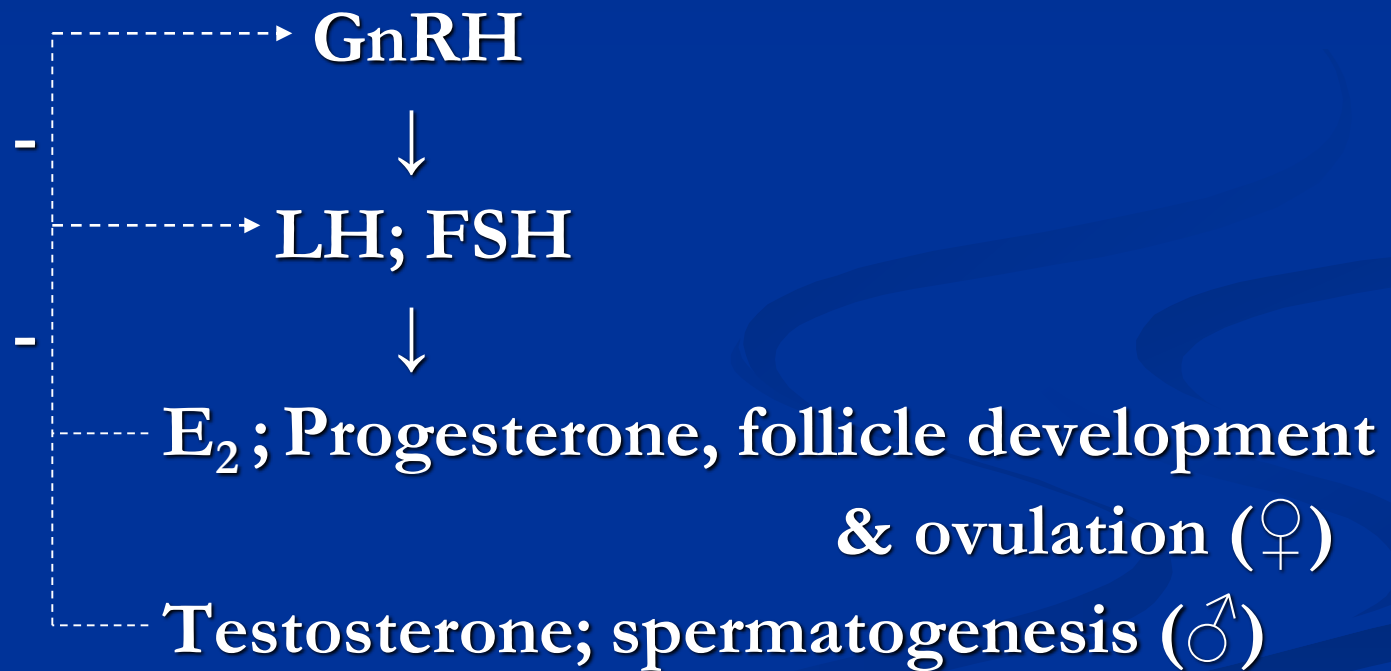 GnRH
-
↓
LH; FSH
-
↓
E₂ ; Progesterone, follicle development
& ovulation (♀)
Testosterone; spermatogenesis (♂)